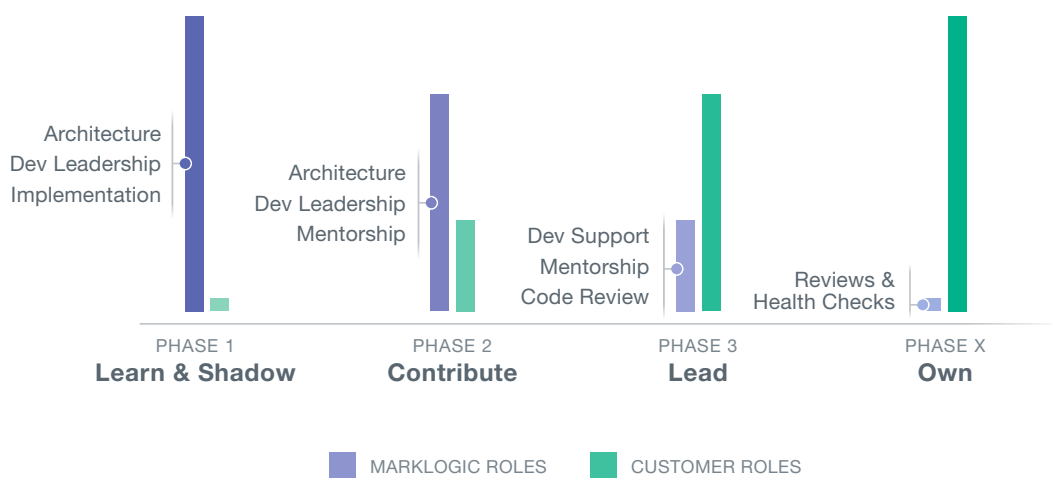 Architecture
Dev Leadership
Implementation
Architecture
Dev Leadership
Mentorship
Dev Support
Mentorship
Code Review
Reviews &
Health Checks
PHASE 1
Learn & Shadow
PHASE 2
Contribute
PHASE 3
Lead
PHASE X
Own
MARKLOGIC ROLES
CUSTOMER ROLES